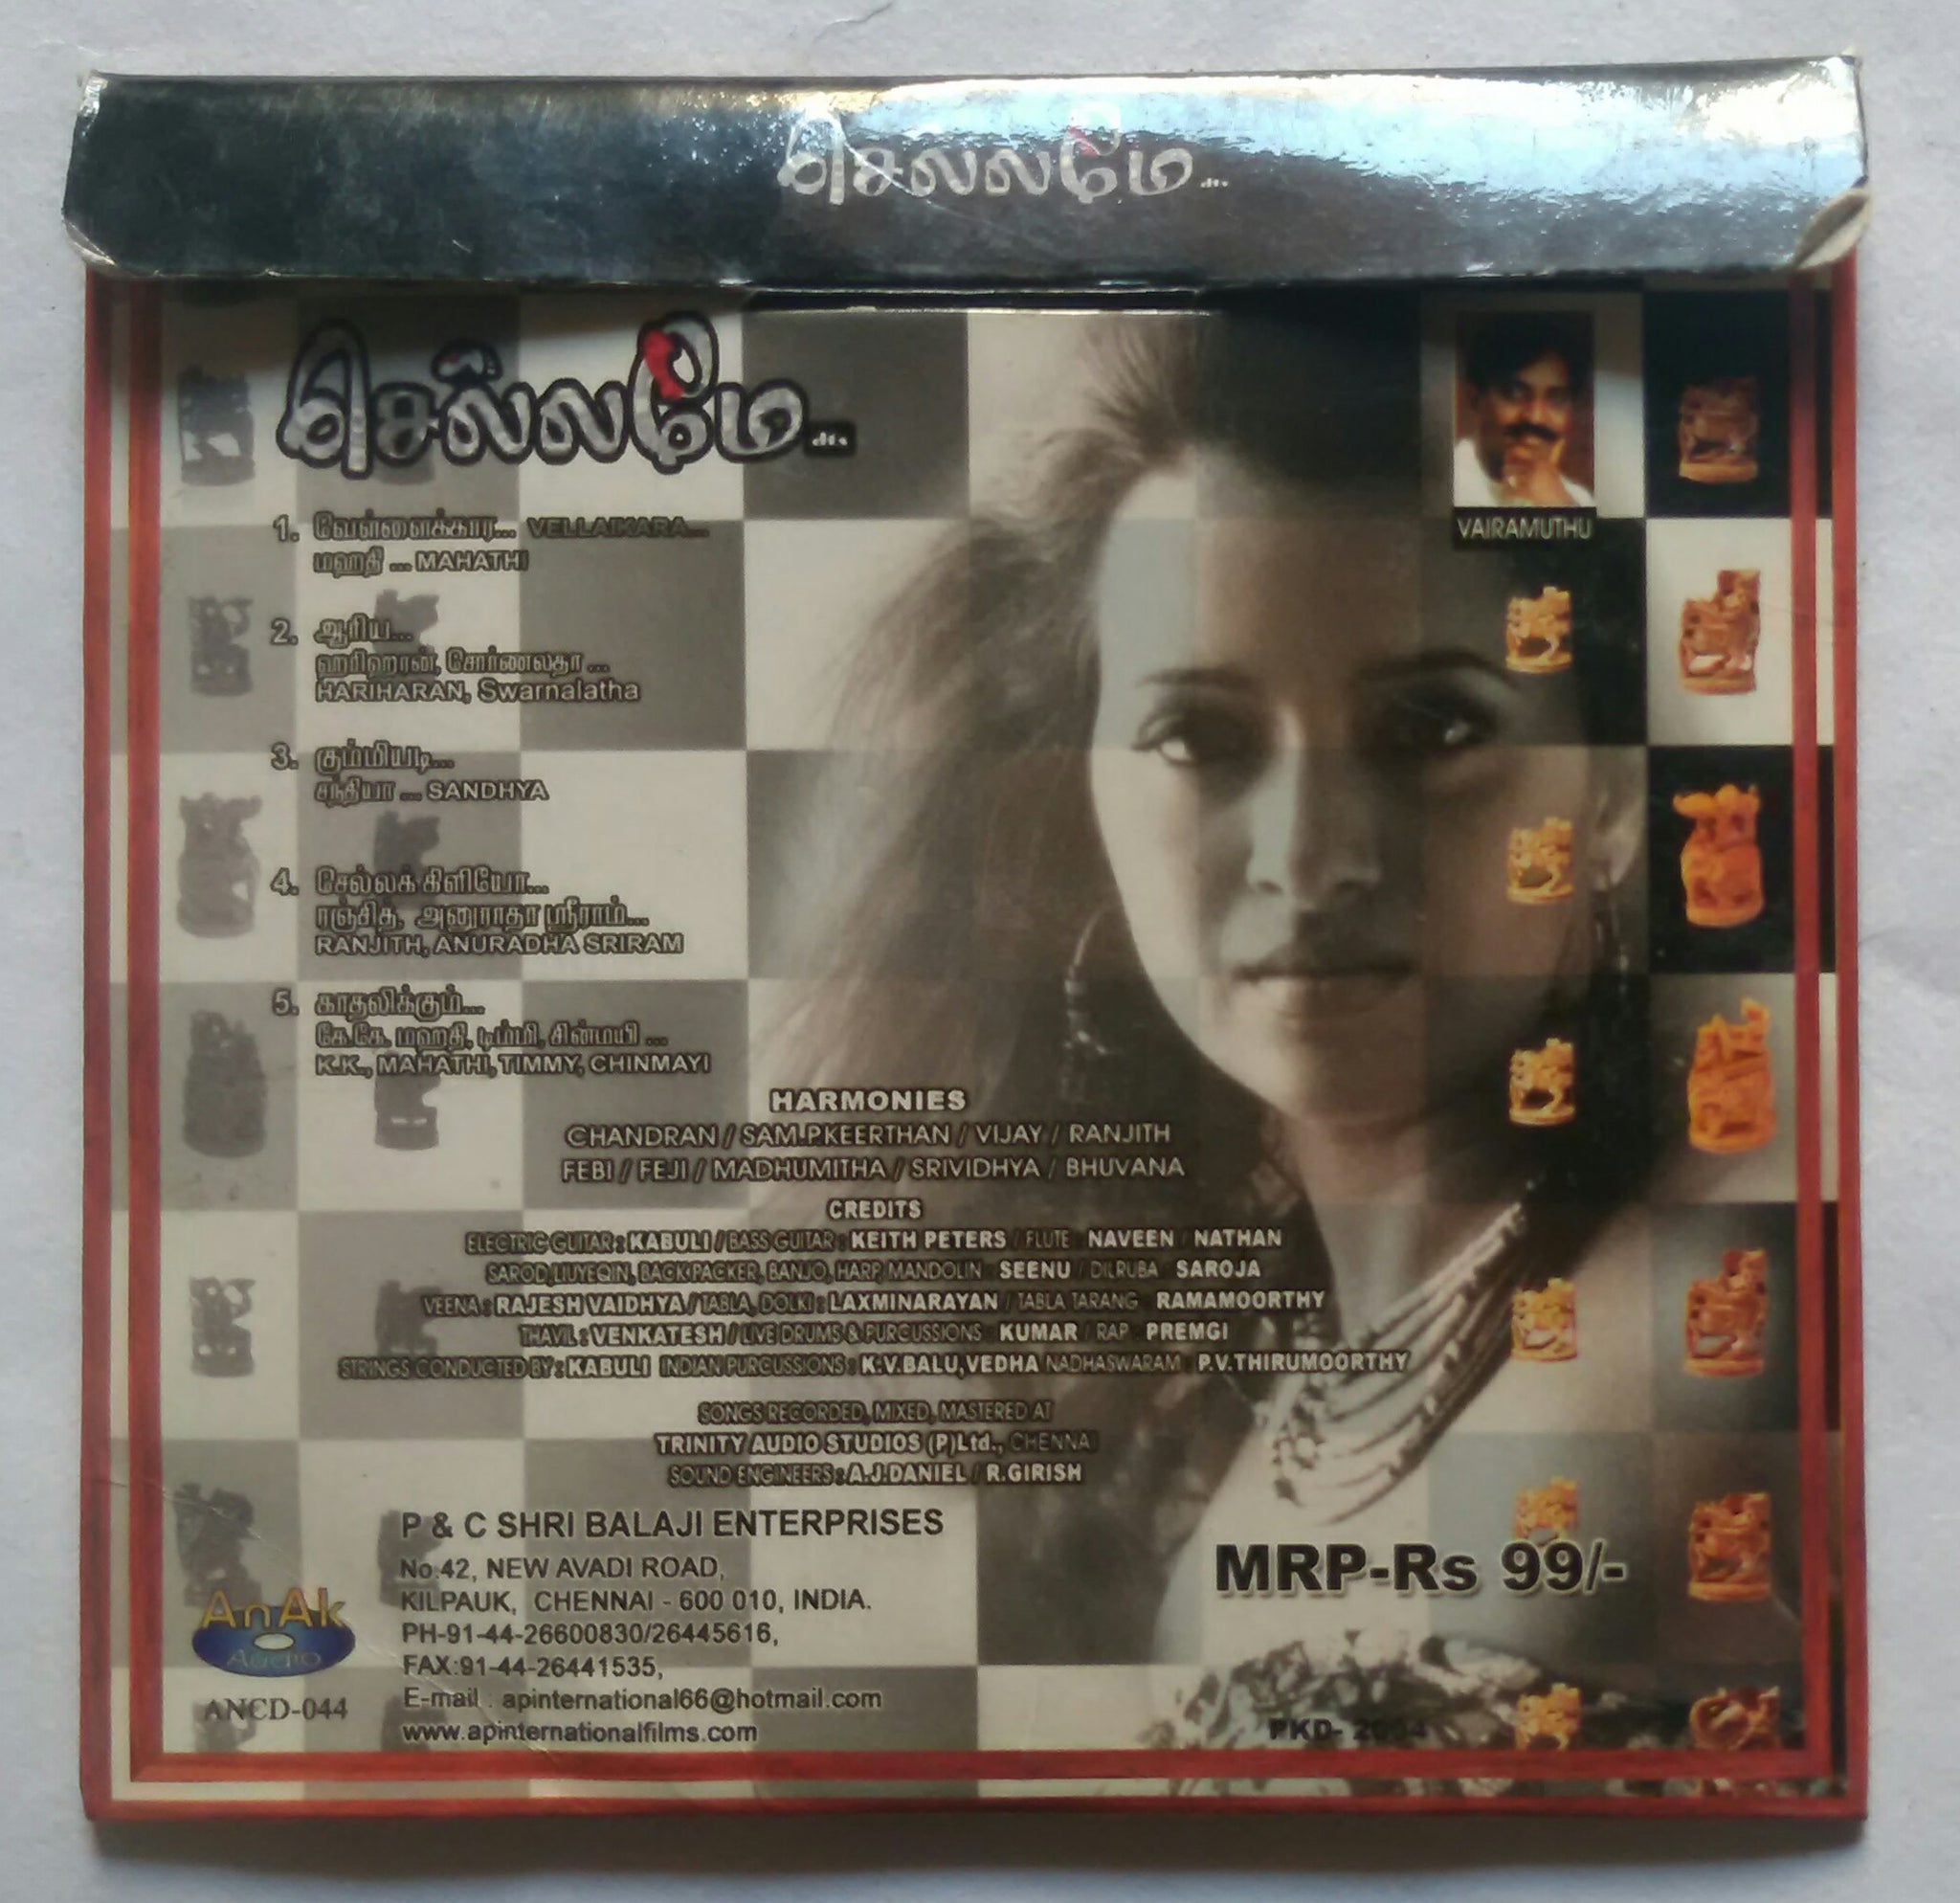 செல்லமே...
செல்லமே...
VAIRAMUTHU
1. வேள்ளைக்கார... VELLAIKARA...
மஹதி ... MAHATHI
2. ஆரிய...
ஹரிஹரன், சோர்ணலதா ...
HARIHARAN, Swarnalatha
3. கும்மியடி...
சந்தியா ... SANDHYA
4. சேல்லக் கிளியோ...
ரஞ்சித், அனுராதா ஸ்ரீராம்...
RANJITH, ANURADHA SRIRAM
5. காதலிக்கும்...
கே.கே, மஹதி, டிம்மி, சின்மயி ...
K.K., MAHATHI, TIMMY, CHINMAYI
HARMONIES
CHANDRAN / SAM.PKEERTHAN / VIJAY / RANJITH
FEBI / FEJI / MADHUMITHA / SRIVIDHYA / BHUVANA
CREDITS
ELECTRIC GUITAR : KABULI / BASS GUITAR : KEITH PETERS / FLUTE : NAVEEN / NATHAN
SAROD, LIUYEQIN, BACK PACKER, BANJO, HARP, MANDOLIN : SEENU / DILRUBA : SAROJA
VEENA : RAJESH VAIDHYA / TABLA, DOLKI : LAXMINARAYAN / TABLA TARANG : RAMAMOORTHY
THAVIL : VENKATESH / LIVE DRUMS & PURCUSSIONS : KUMAR / RAP : PREMGI
STRINGS CONDUCTED BY : KABULI INDIAN PURCUSSIONS : K.V.BALU,VEDHA NADHASWARAM : P.V.THIRUMOORTHY
SONGS RECORDED, MIXED, MASTERED AT
TRINITY AUDIO STUDIOS (P)Ltd., CHENNAI
SOUND ENGINEERS : A.J.DANIEL / R.GIRISH
P & C SHRI BALAJI ENTERPRISES
No.42, NEW AVADI ROAD,
KILPAUK, CHENNAI - 600 010, INDIA.
PH-91-44-26600830/26445616,
FAX:91-44-26441535,
E-mail : apinternational66@hotmail.com
www.apinternationalfilms.com
MRP-Rs 99/-
AnAk
Audio
ANCD-044
PKD- 2004